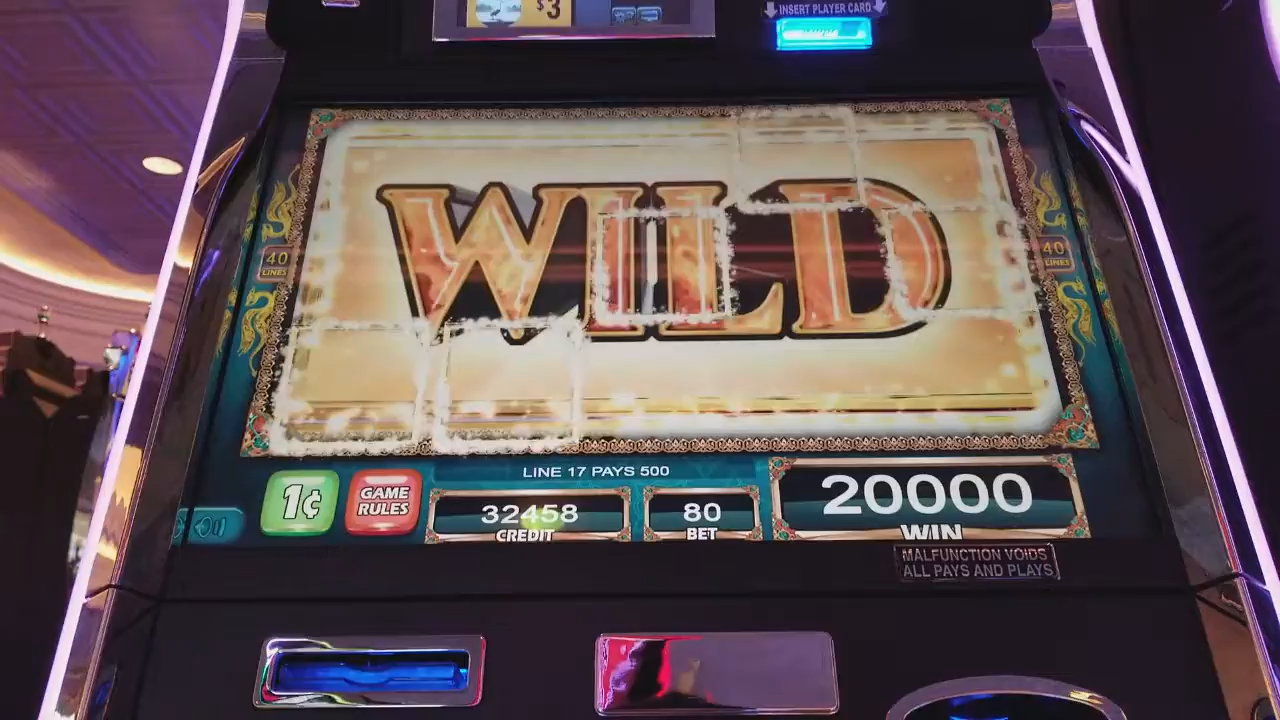 $3
INSERT PLAYER CARD
WILD
40
LINES
40
LINES
LINE 17 PAYS 500
1¢
GAME
RULES
32458
CREDIT
80
BET
20000
WIN
MALFUNCTION VOIDS
ALL PAYS AND PLAYS